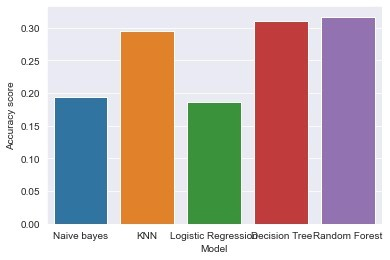 Accuracy score
0.30
0.25
0.20
0.15
0.10
0.05
0.00
Naive bayes KNN Logistic Regression Decision Tree Random Forest
Model